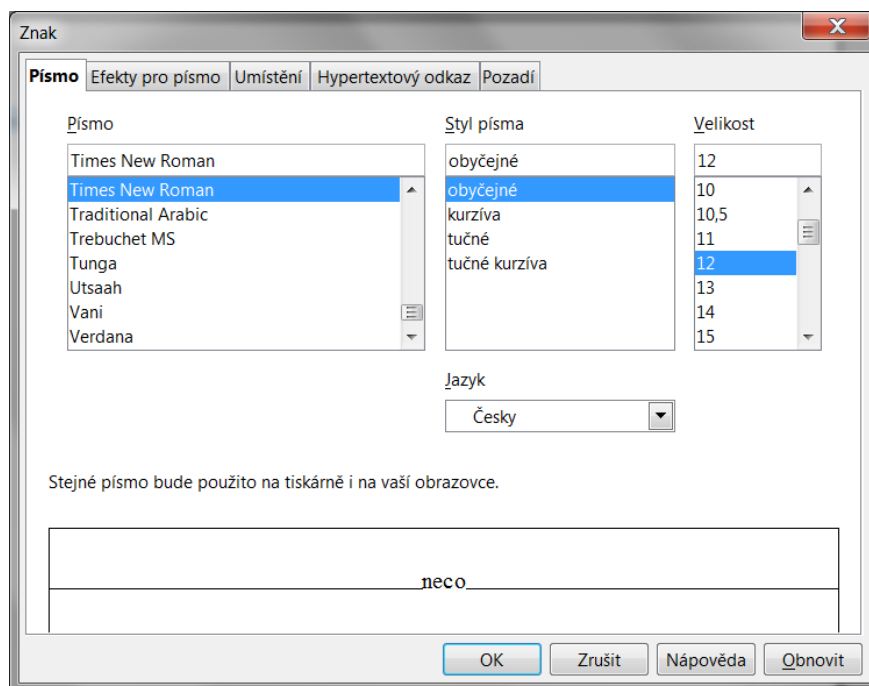 Znak
Písmo Efekty pro písmo Umístění Hypertextový odkaz Pozadí
Písmo Styl písma Velikost
Times New Roman obyčejné 12
Times New Roman obyčejné 10
Traditional Arabic kurzíva 10,5
Trebuchet MS tučné 11
Tunga tučné kurzíva 12
Utsaah 13
Vani 14
Verdana 15
Jazyk
Česky
Stejné písmo bude použito na tiskárně i na vaší obrazovce.
neco
OK Zrušit Nápověda Obnovit